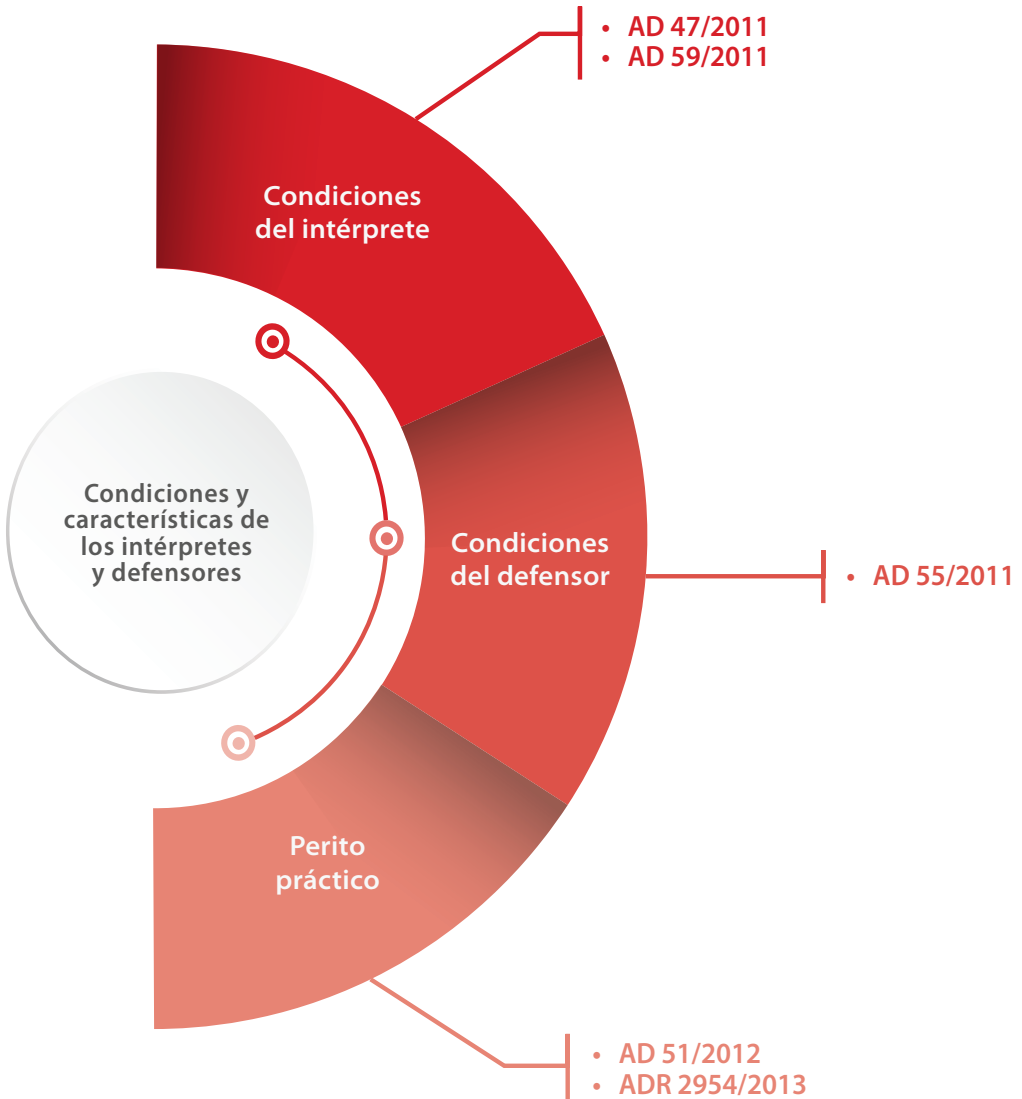 • AD 47/2011
• AD 59/2011
Condiciones
del intérprete
Condiciones y
características de
los intérpretes
y defensores
Condiciones
del defensor
• AD 55/2011
Perito
práctico
• AD 51/2012
• ADR 2954/2013